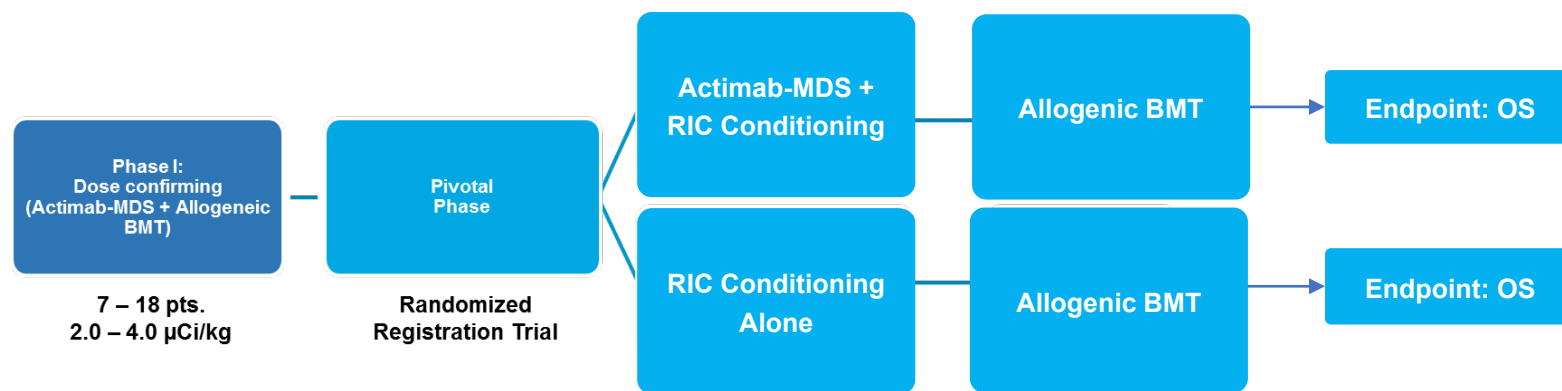 Phase I:
Dose confirming
(Actimab-MDS + Allogeneic
BMT)
7 – 18 pts.
2.0 – 4.0 µCi/kg
Pivotal
Phase
Randomized
Registration Trial
Actimab-MDS +
RIC Conditioning
Allogenic BMT
Endpoint: OS
RIC Conditioning
Alone
Allogenic BMT
Endpoint: OS